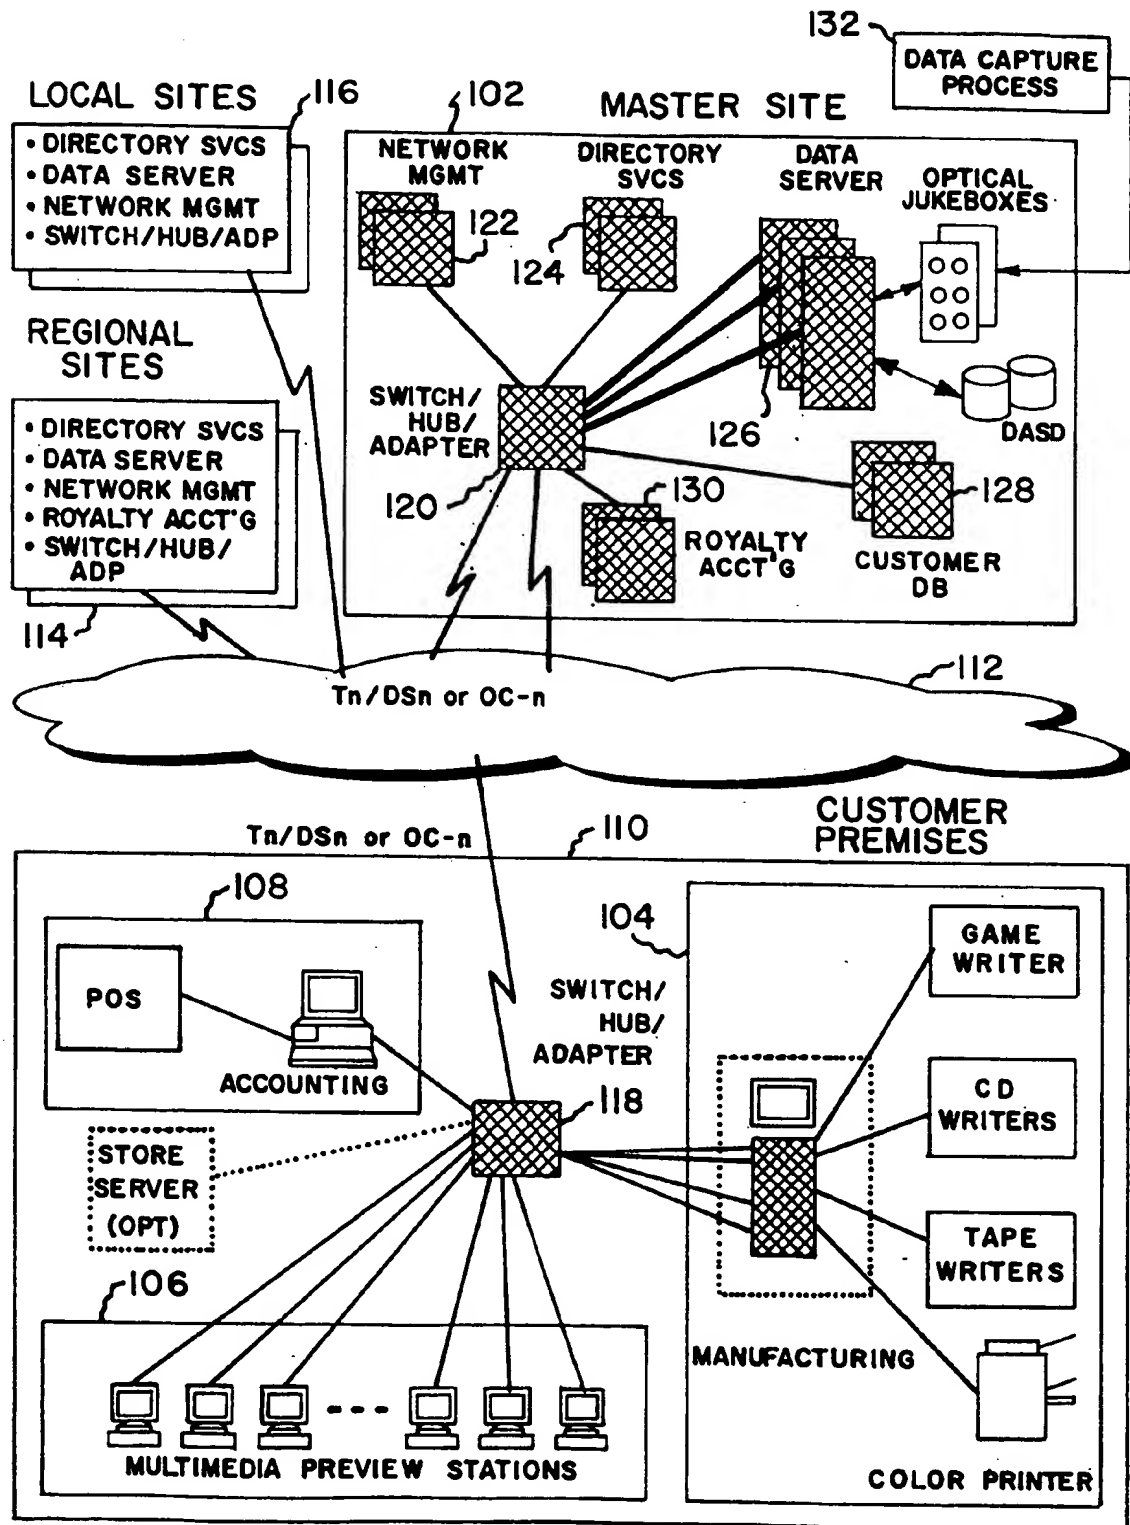 132
DATA CAPTURE
PROCESS
LOCAL SITES
116
• DIRECTORY SVCS
• DATA SERVER
• NETWORK MGMT
• SWITCH/HUB/ADP
102
MASTER SITE
NETWORK
MGMT
122
DIRECTORY
SVCS
124
DATA
SERVER
126
OPTICAL
JUKEBOXES
DASD
REGIONAL
SITES
• DIRECTORY SVCS
• DATA SERVER
• NETWORK MGMT
• ROYALTY ACCT'G
• SWITCH/HUB/
ADP
114
SWITCH/
HUB/
ADAPTER
120
130
ROYALTY
ACCT'G
128
CUSTOMER
DB
112
Tn/DSn or OC-n
Tn/DSn or OC-n
110
CUSTOMER
PREMISES
108
POS
ACCOUNTING
SWITCH/
HUB/
ADAPTER
118
STORE
SERVER
(OPT)
106
MULTIMEDIA PREVIEW STATIONS
104
GAME
WRITER
CD
WRITERS
TAPE
WRITERS
MANUFACTURING
COLOR PRINTER